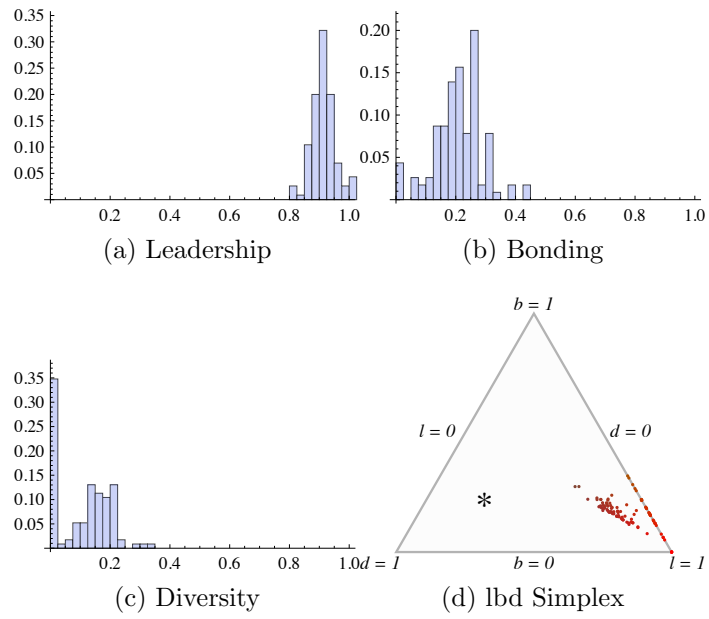 0.35
0.30
0.25
0.20
0.15
0.10
0.05
0.2 0.4 0.6 0.8 1.0
(a) Leadership
0.20
0.15
0.10
0.05
0.2 0.4 0.6 0.8 1.0
(b) Bonding
0.35
0.30
0.25
0.20
0.15
0.10
0.05
0.2 0.4 0.6 0.8 1.0
(c) Diversity
b = 1
l = 0 d = 0
*
d = 1 b = 0 l = 1
(d) lbd Simplex